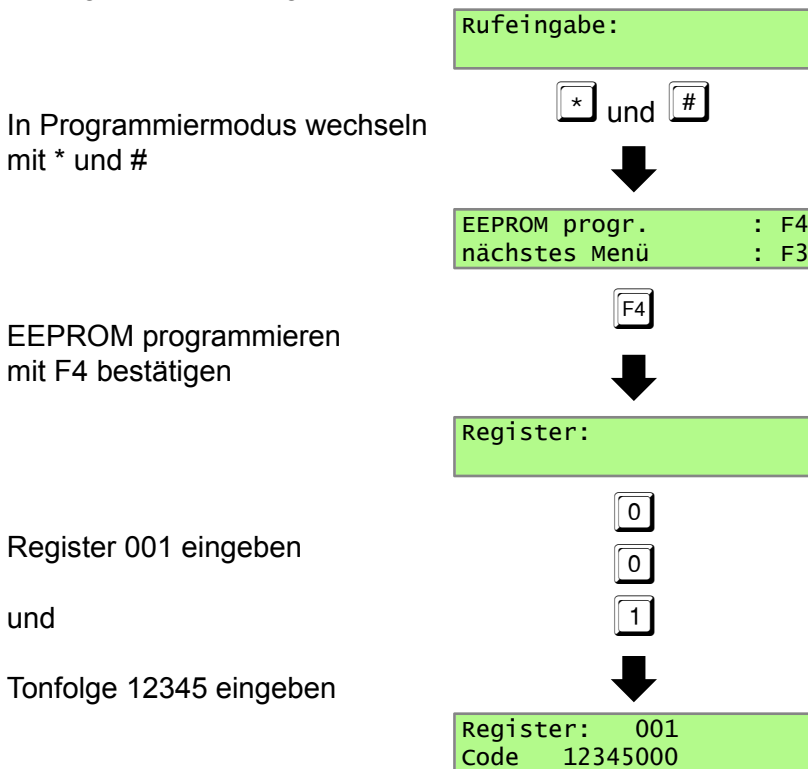 Rufeingabe:
* und #
In Programmiermodus wechseln
mit * und #
EEPROM progr. : F4
nächstes Menü : F3
F4
EEPROM programmieren
mit F4 bestätigen
Register:
0
Register 001 eingeben
0
und
1
Tonfolge 12345 eingeben
Register: 001
Code 12345000